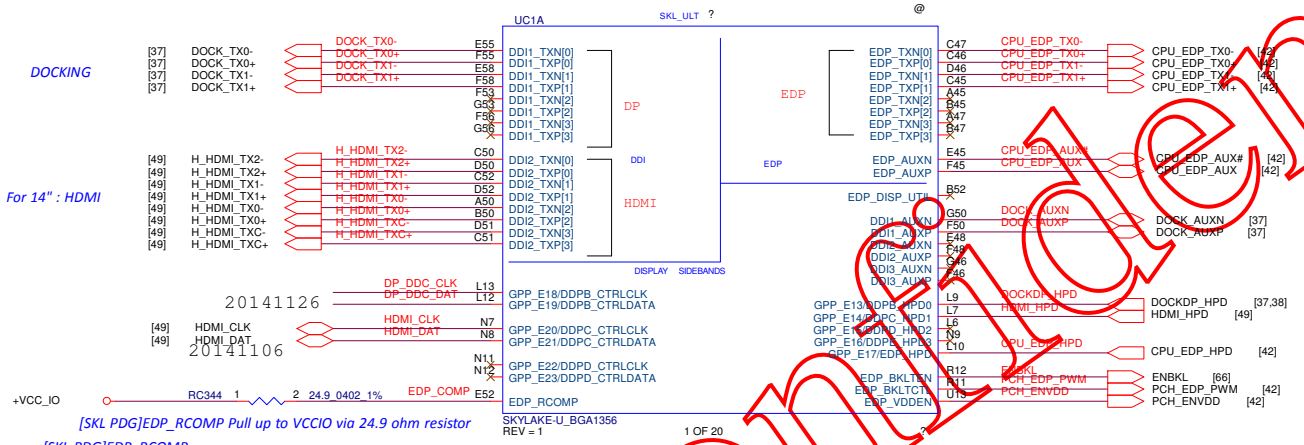 @
SKL_ULT ?
UC1A
DOCKING
[37] DOCK_TX0- DOCK_TX0- E55 DDI1_TXN[0]
[37] DOCK_TX0+ DOCK_TX0+ F55 DDI1_TXP[0]
[37] DOCK_TX1- DOCK_TX1- E58 DDI1_TXN[1]
[37] DOCK_TX1+ DOCK_TX1+ F58 DDI1_TXP[1]
F53 DDI1_TXN[2]
G53 DDI1_TXP[2]
F56 DDI1_TXN[3]
G56 DDI1_TXP[3]
DP
For 14" : HDMI
[49] H_HDMI_TX2- H_HDMI_TX2- C50 DDI2_TXN[0]
[49] H_HDMI_TX2+ H_HDMI_TX2+ D50 DDI2_TXP[0]
[49] H_HDMI_TX1- H_HDMI_TX1- C52 DDI2_TXN[1]
[49] H_HDMI_TX1+ H_HDMI_TX1+ D52 DDI2_TXP[1]
[49] H_HDMI_TX0- H_HDMI_TX0- A50 DDI2_TXN[2]
[49] H_HDMI_TX0+ H_HDMI_TX0+ B50 DDI2_TXP[2]
[49] H_HDMI_TXC- H_HDMI_TXC- D51 DDI2_TXN[3]
[49] H_HDMI_TXC+ H_HDMI_TXC+ C51 DDI2_TXP[3]
HDMI
DDI
EDP
DISPLAY SIDEBANDS
DP_DDC_CLK L13 GPP_E18/DDPB_CTRLCLK
20141126 DP_DDC_DAT L12 GPP_E19/DDPB_CTRLDATA
[49] HDMI_CLK HDMI_CLK N7 GPP_E20/DDPC_CTRLCLK
[49] HDMI_DAT HDMI_DAT N8 GPP_E21/DDPC_CTRLDATA
20141106
N11 GPP_E22/DDPD_CTRLCLK
N12 GPP_E23/DDPD_CTRLDATA
+VCC_IO RC344 1 2 24.9_0402_1% EDP_COMP E52 EDP_RCOMP
[SKL PDG]EDP_RCOMP Pull up to VCCIO via 24.9 ohm resistor
[SKL PDG]EDP_RCOMP
EDP
EDP_TXN[0] C47 CPU_EDP_TX0- CPU_EDP_TX0- [42]
EDP_TXP[0] C46 CPU_EDP_TX0+ CPU_EDP_TX0+ [42]
EDP_TXN[1] D46 CPU_EDP_TX1- CPU_EDP_TX1- [42]
EDP_TXP[1] C45 CPU_EDP_TX1+ CPU_EDP_TX1+ [42]
EDP_TXN[2] A45
EDP_TXP[2] B45
EDP_TXN[3] A47
EDP_TXP[3] B47
EDP_AUXN E45 CPU_EDP_AUX# CPU_EDP_AUX# [42]
EDP_AUXP F45 CPU_EDP_AUX CPU_EDP_AUX [42]
EDP_DISP_UTIL B52
DDI1_AUXN G50 DOCK_AUXN DOCK_AUXN [37]
DDI1_AUXP F50 DOCK_AUXP DOCK_AUXP [37]
DDI2_AUXN E48
DDI2_AUXP F48
DDI3_AUXN G46
DDI3_AUXP F46
GPP_E13/DDPB_HPD0 L9 DOCKDP_HPD DOCKDP_HPD [37,38]
GPP_E14/DDPC_HPD1 L7 HDMI_HPD HDMI_HPD [49]
GPP_E15/DDPD_HPD2 L6
GPP_E16/DDPE_HPD3 N9
GPP_E17/EDP_HPD L10 CPU_EDP_HPD CPU_EDP_HPD [42]
EDP_BKLTEN R12 ENBKL ENBKL [66]
EDP_BKLTCTL R11 PCH_EDP_PWM PCH_EDP_PWM [42]
EDP_VDDEN U13 PCH_ENVDD PCH_ENVDD [42]
SKYLAKE-U_BGA1356
REV = 1 1 OF 20 ?